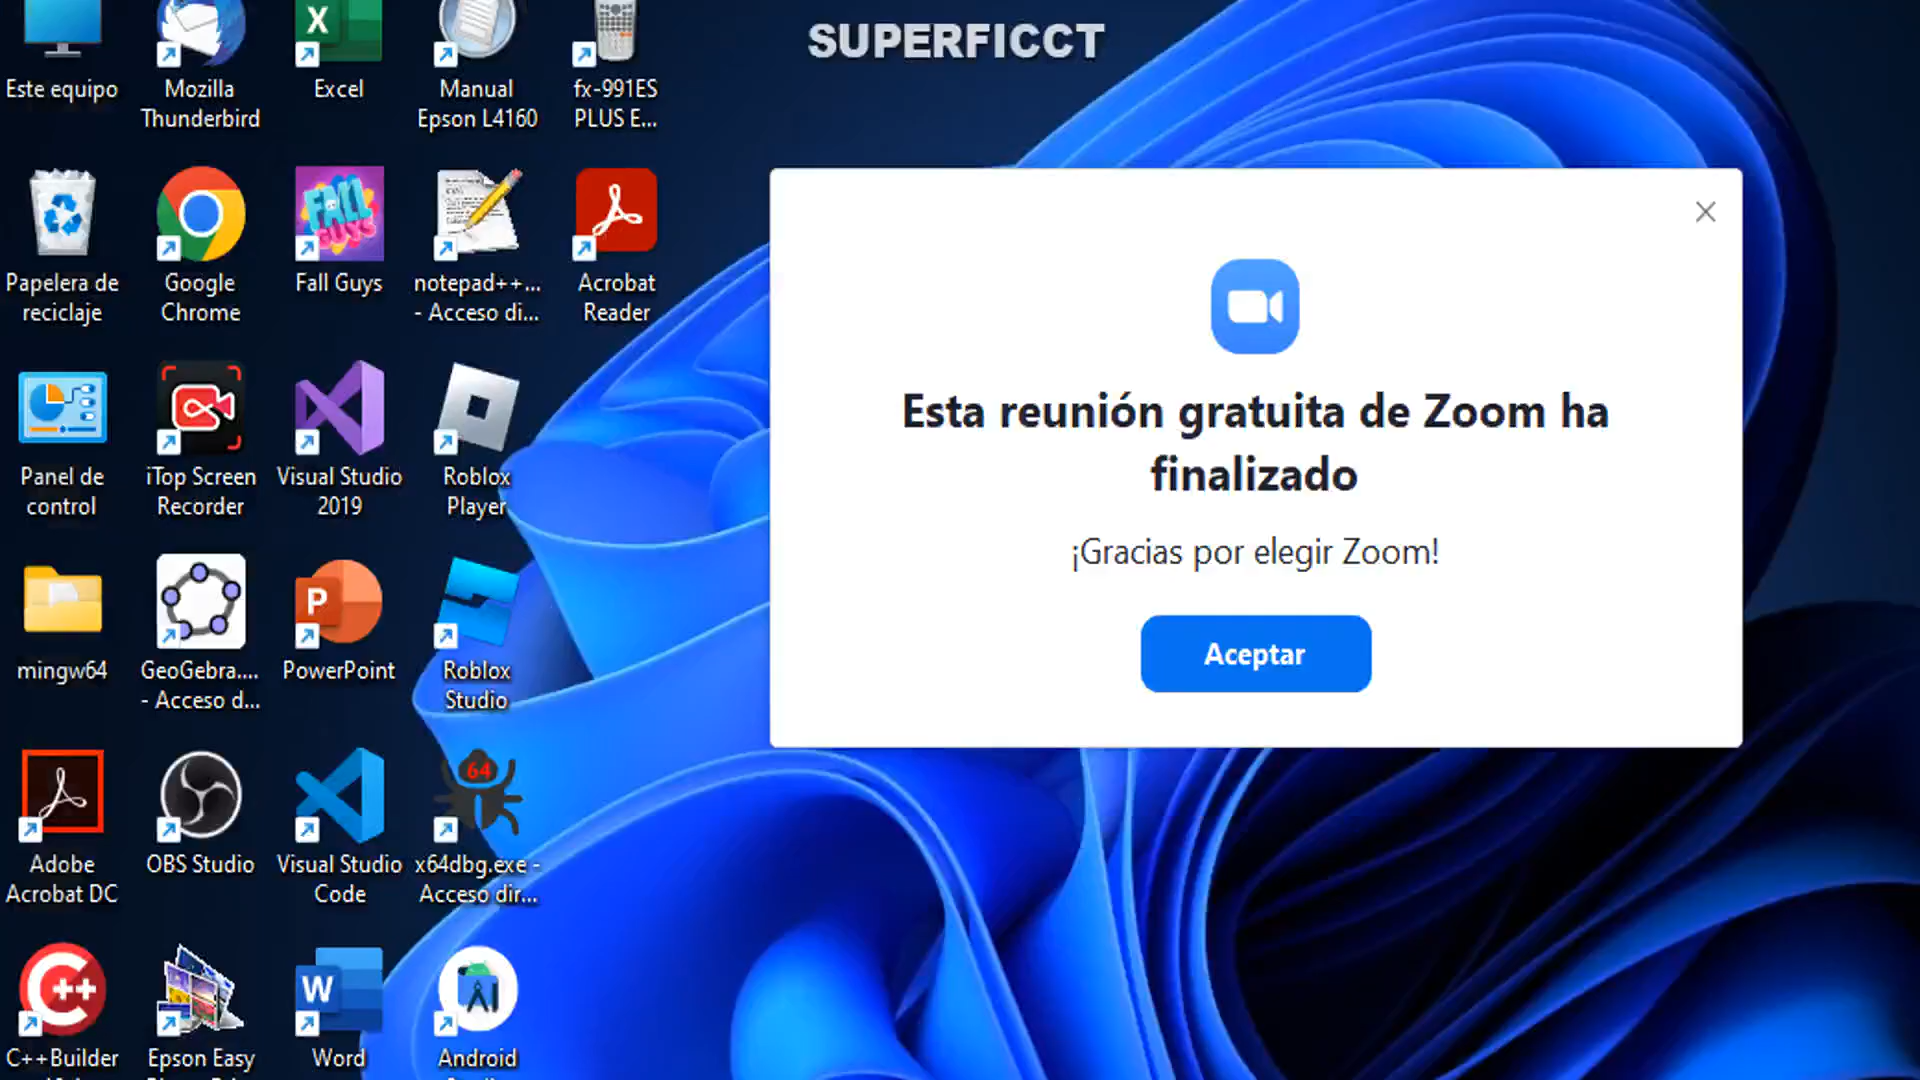 SUPERFICCT
Este equipo
Mozilla
Thunderbird
Excel
Manual
Epson L4160
fx-991ES
PLUS E...
Papelera de
reciclaje
Google
Chrome
FALL
GUYS
Fall Guys
notepad++...
- Acceso di...
Acrobat
Reader
Esta reunión gratuita de Zoom ha
finalizado
¡Gracias por elegir Zoom!
Aceptar
Panel de
control
iTop Screen
Recorder
Visual Studio
2019
Roblox
Player
mingw64
GeoGebra....
- Acceso d...
P
PowerPoint
Roblox
Studio
Adobe
Acrobat DC
OBS Studio
Visual Studio
Code
64
x64dbg.exe -
Acceso dir...
C++
C++Builder
Epson Easy
W
Word
Android